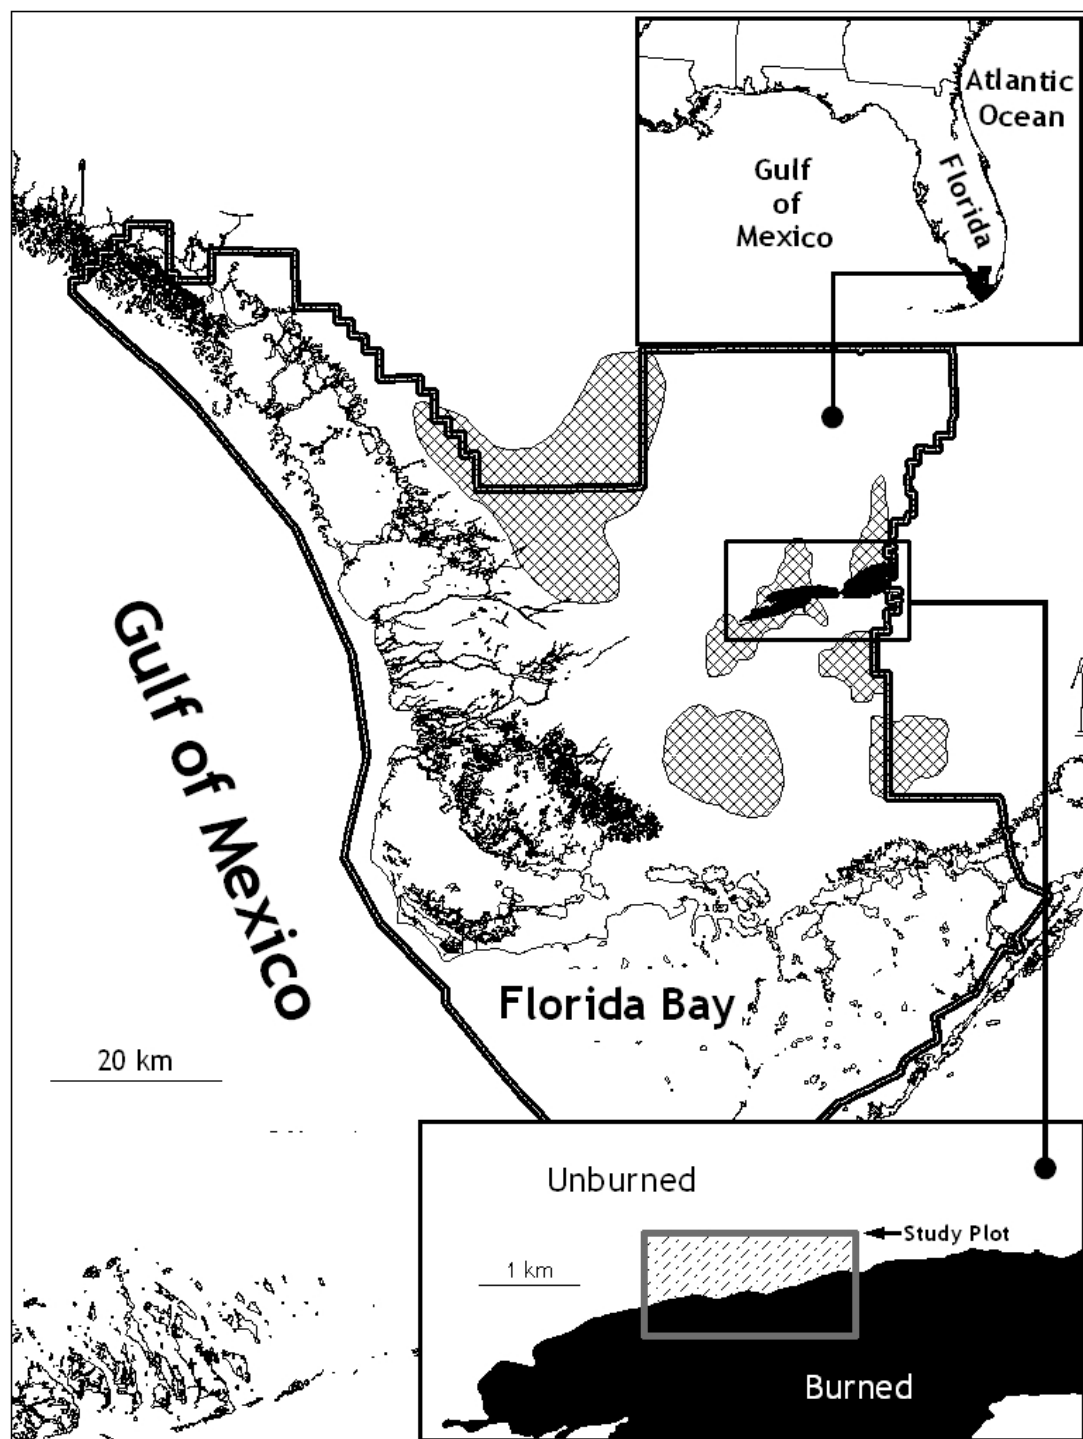 Atlantic
Ocean
Gulf
of
Mexico
Florida
Gulf of Mexico
Florida Bay
20 km
Unburned
Study Plot
1 km
Burned